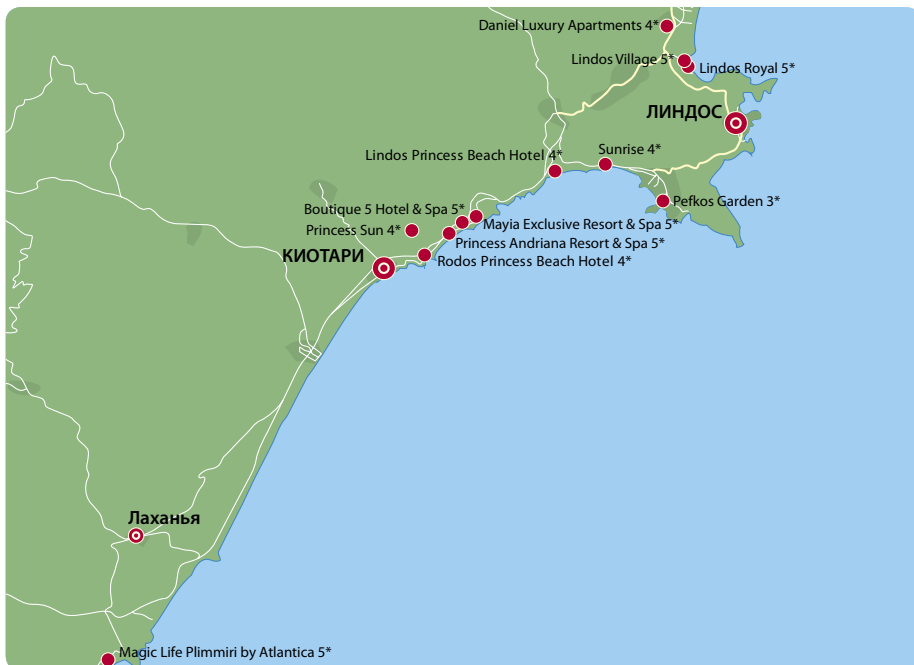 Daniel Luxury Apartments 4*
Lindos Village 5*
Lindos Royal 5*
ЛИНДОС
Sunrise 4*
Lindos Princess Beach Hotel 4*
Pefkos Garden 3*
Boutique 5 Hotel & Spa 5*
Mayia Exclusive Resort & Spa 5*
Princess Sun 4*
Princess Andriana Resort & Spa 5*
КИОТАРИ
Rodos Princess Beach Hotel 4*
Лаханья
Magic Life Plimmiri by Atlantica 5*